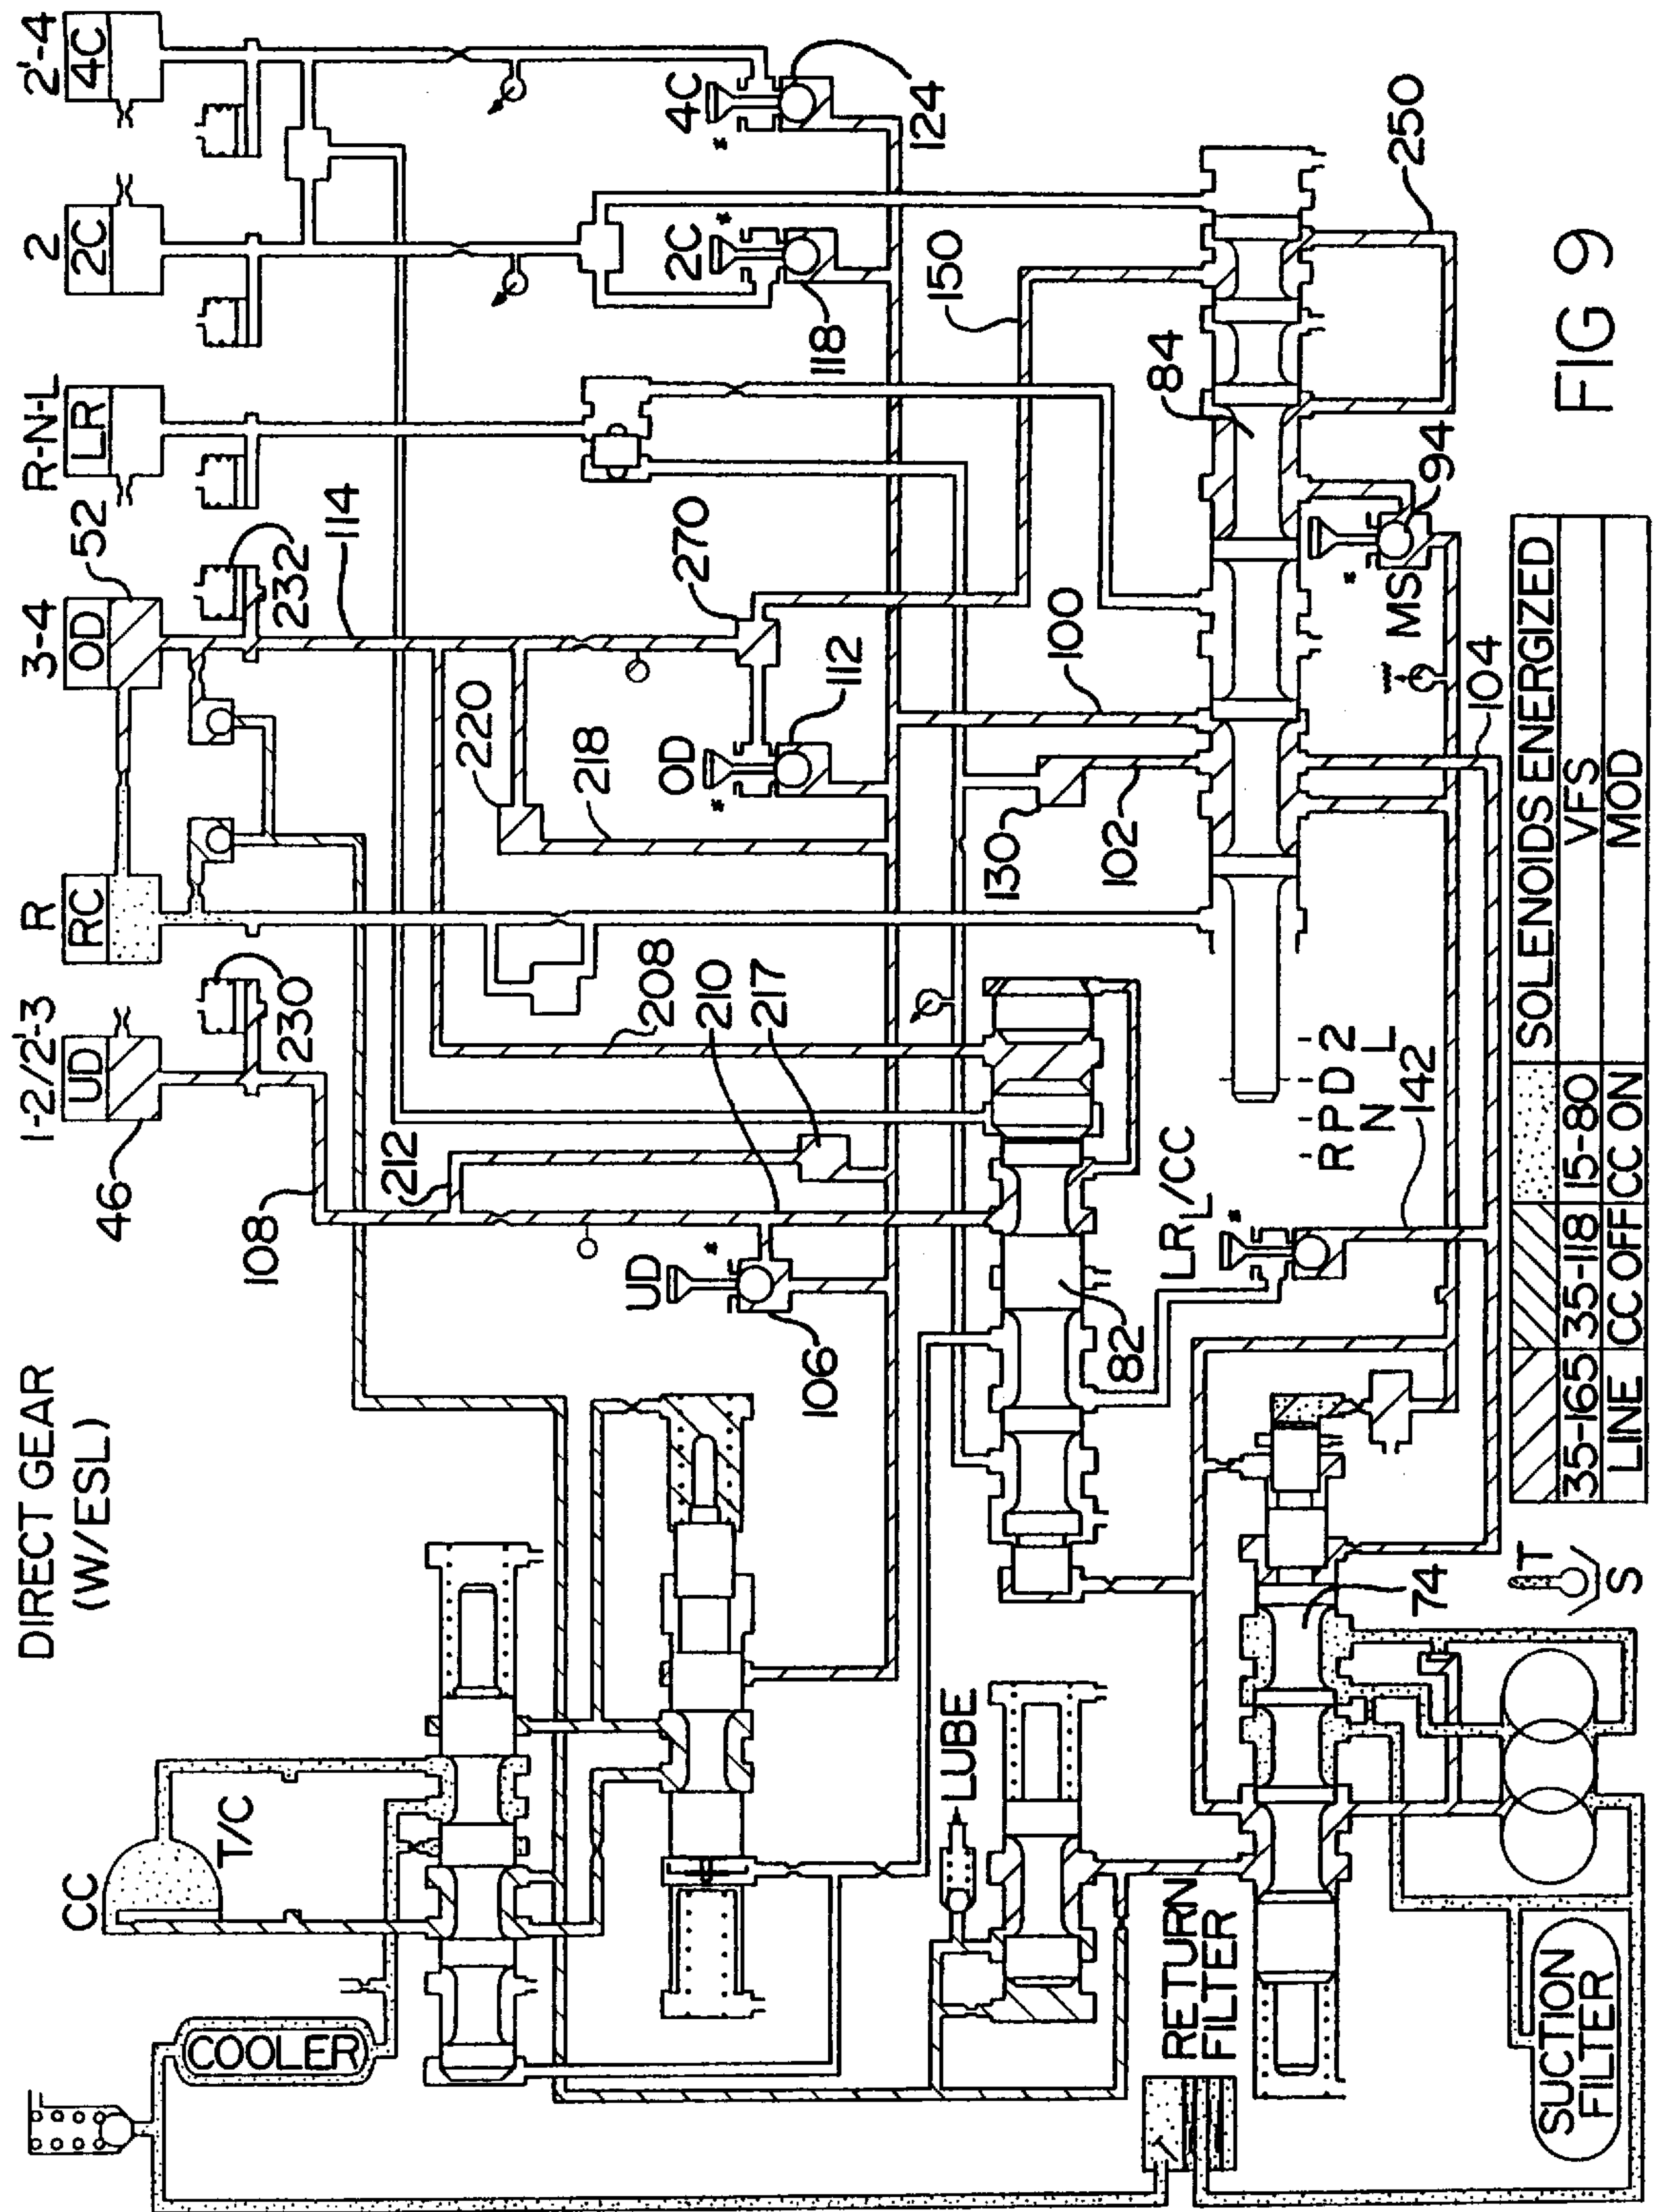 DIRECT GEAR
(W/ESL)
1-2/2'-3
UD
R
RC
3-4
OD
52
R-N-L
LR
2
2C
2'-4
4C
46
230
232
108
212
114
208
210
217
220
218
270
UD
*
106
OD
*
112
2C
*
118
4C
*
124
CC
T/C
COOLER
LUBE
82
LR/CC
L
*
130
102
100
150
84
250
R P D 2
N L
142
MS
*
94
104
RETURN
FILTER
SUCTION
FILTER
74
T
S
SOLENOIDS ENERGIZED
35-165 35-118 15-80 VFS
LINE CC OFF CC ON MOD
FIG 9